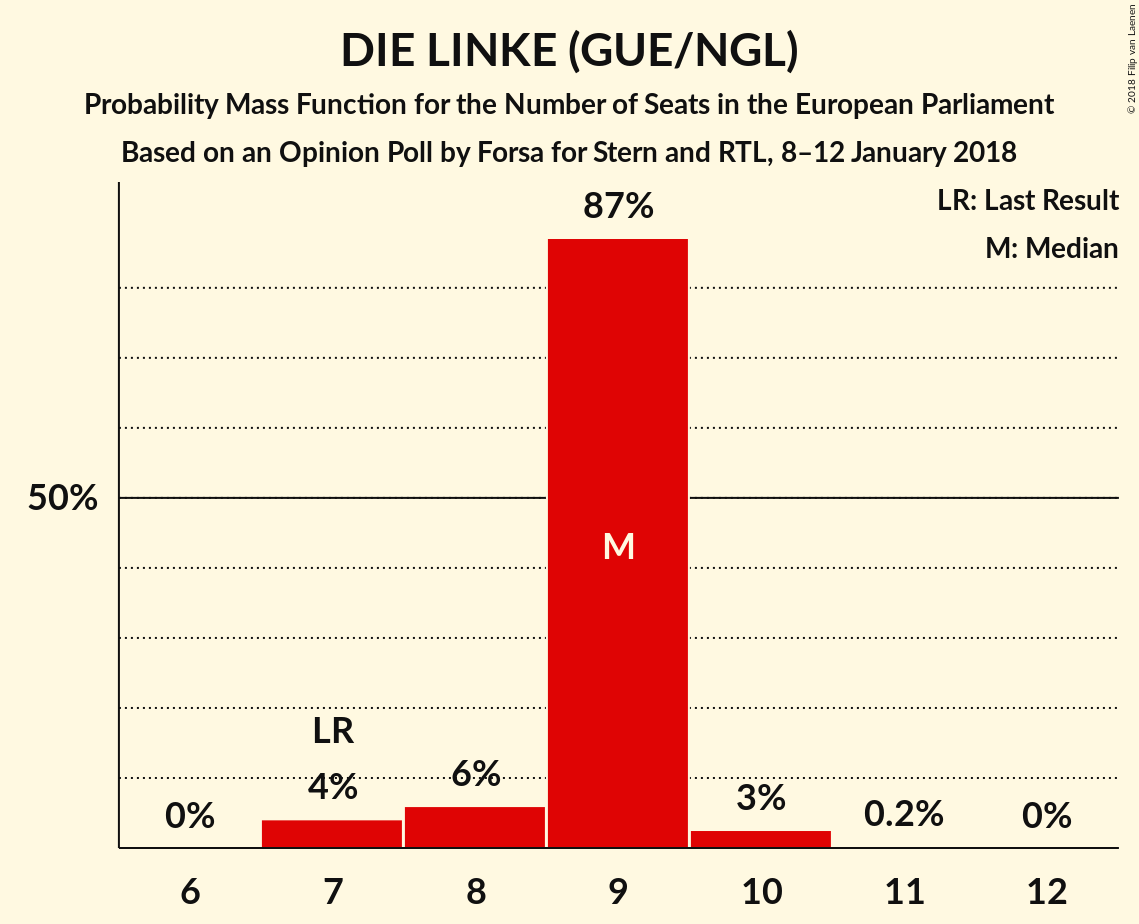 DIE LINKE (GUE/NGL)
Probability Mass Function for the Number of Seats in the European Parliament
Based on an Opinion Poll by Forsa for Stern and RTL, 8–12 January 2018
© 2018 Filip van Laenen
LR: Last Result
M: Median
87%
50%
M
LR
0%
4%
6%
3%
0.2%
0%
6
7
8
9
10
11
12